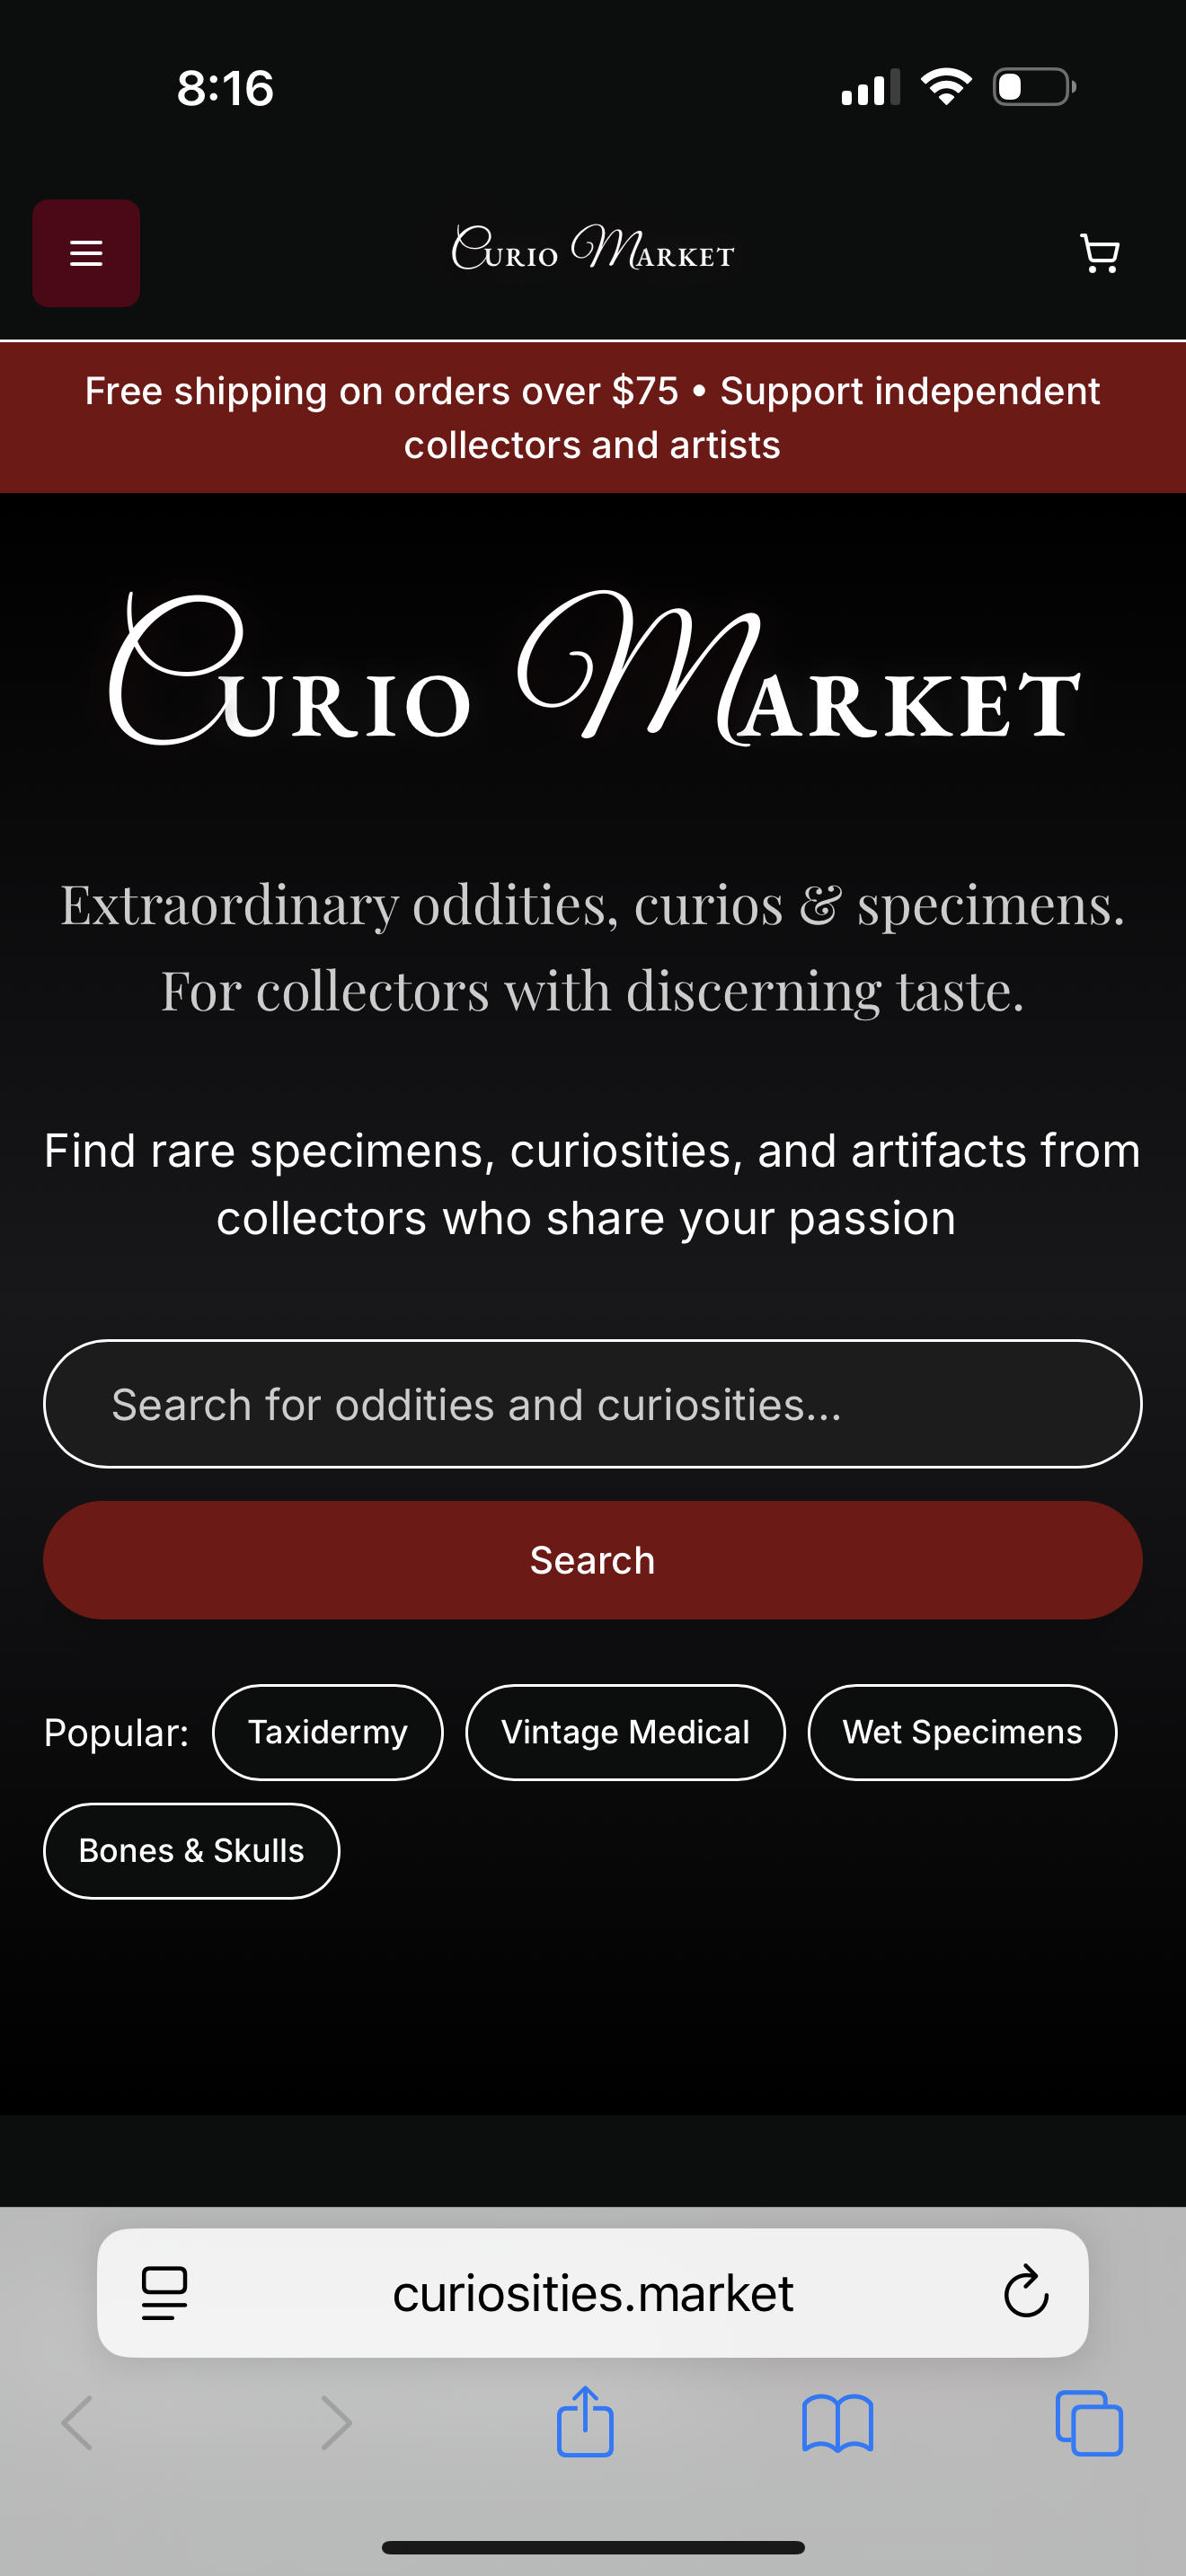 8:16
Curio Market
Free shipping on orders over $75 • Support independent
collectors and artists
Curio Market
Extraordinary oddities, curios & specimens.
For collectors with discerning taste.
Find rare specimens, curiosities, and artifacts from
collectors who share your passion
Search for oddities and curiosities...
Search
Popular: Taxidermy Vintage Medical Wet Specimens
Bones & Skulls
curiosities.market